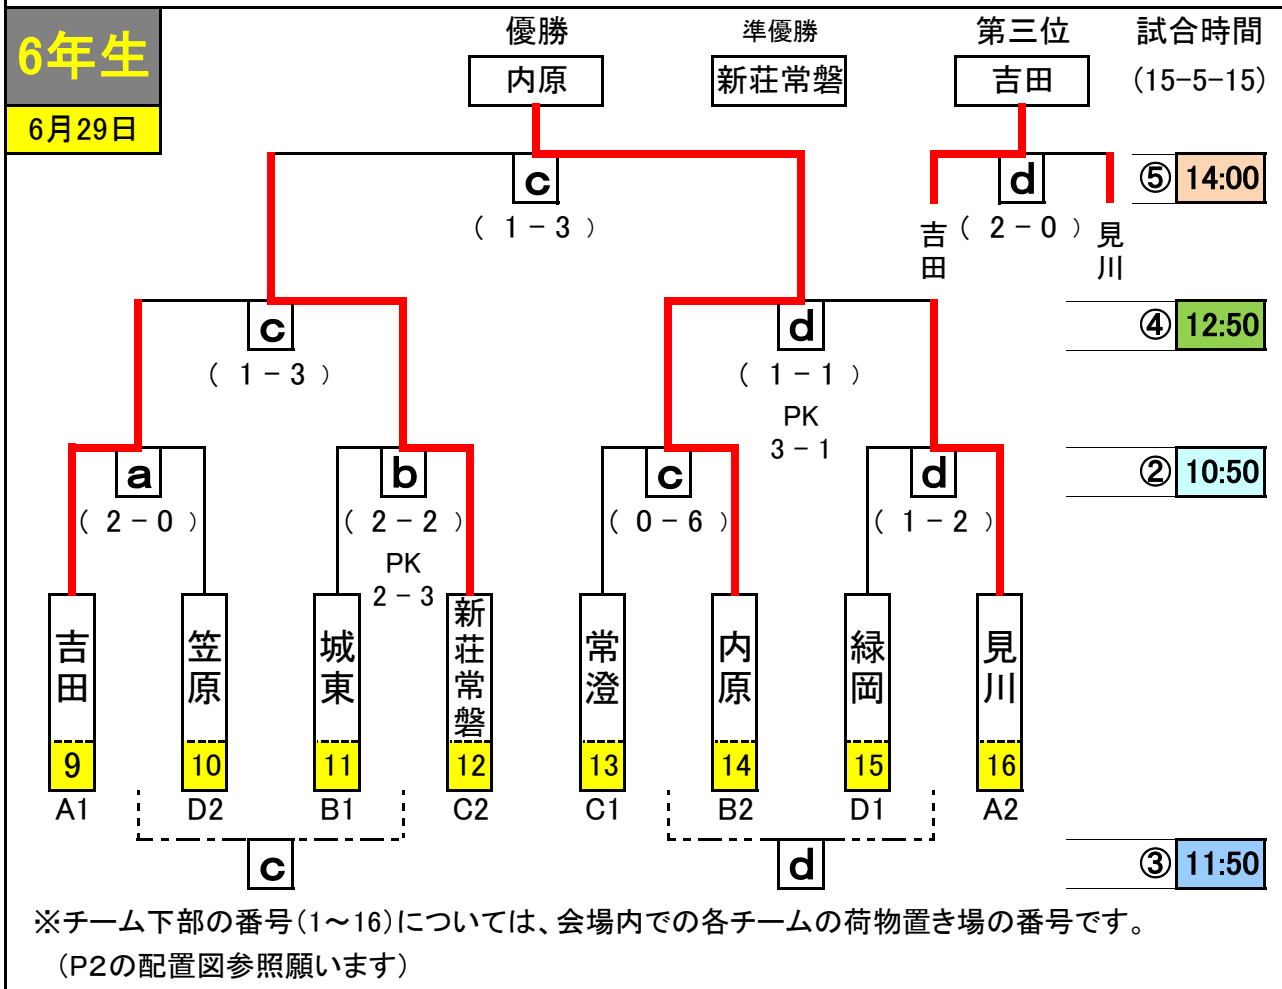 6年生
6月29日
優勝 準優勝 第三位 試合時間
内原 新荘常磐 吉田 (15-5-15)
c d ⑤ 14:00
( 1-3 ) 吉田 ( 2-0 ) 見川
c d ④ 12:50
( 1-3 ) ( 1-1 )
PK
3-1
a b c d ② 10:50
( 2-0 ) ( 2-2 ) ( 0-6 ) ( 1-2 )
PK
2-3
吉田 笠原 城東 新荘常磐 常澄 内原 緑岡 見川
9 10 11 12 13 14 15 16
A1 D2 B1 C2 C1 B2 D1 A2
c d ③ 11:50
※チーム下部の番号(1～16)については、会場内での各チームの荷物置き場の番号です。
(P2の配置図参照願います)